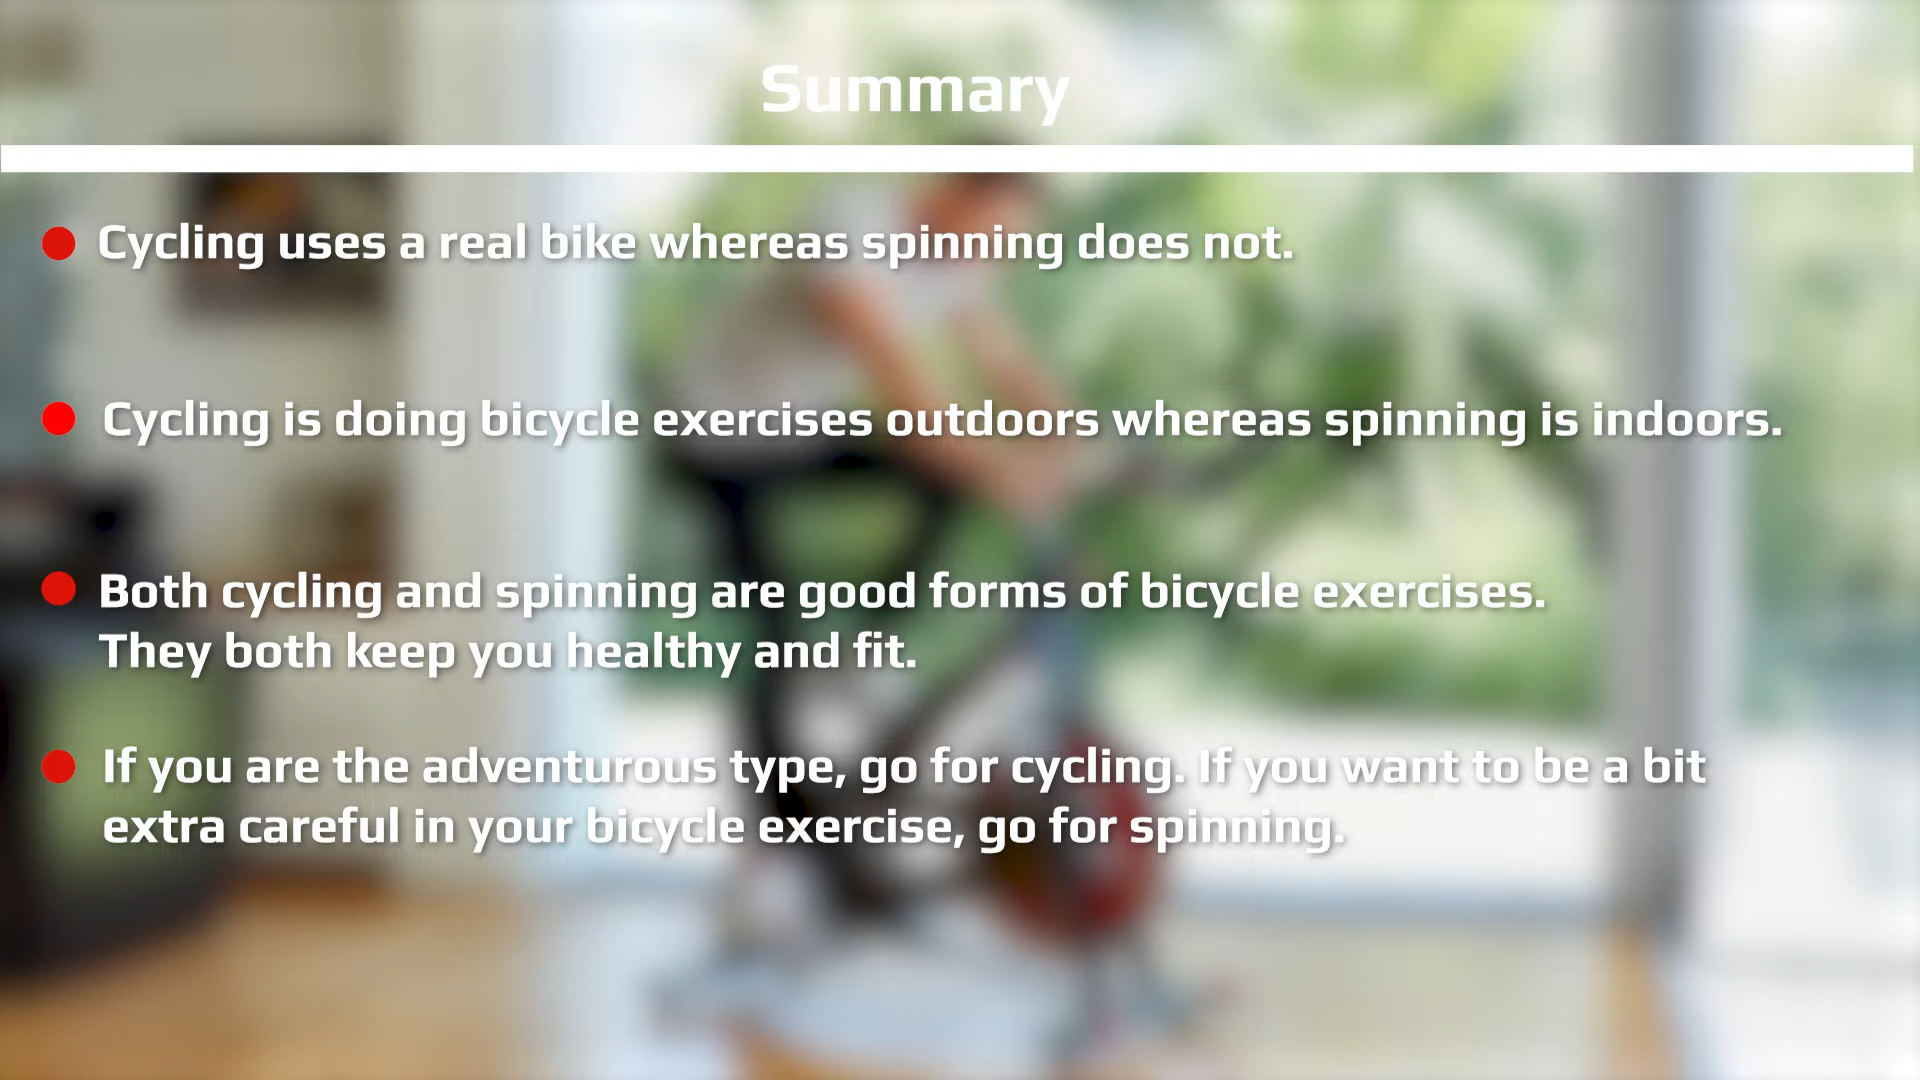 Summary
Cycling uses a real bike whereas spinning does not.
Cycling is doing bicycle exercises outdoors whereas spinning is indoors.
Both cycling and spinning are good forms of bicycle exercises.
They both keep you healthy and fit.
If you are the adventurous type, go for cycling. If you want to be a bit
extra careful in your bicycle exercise, go for spinning.